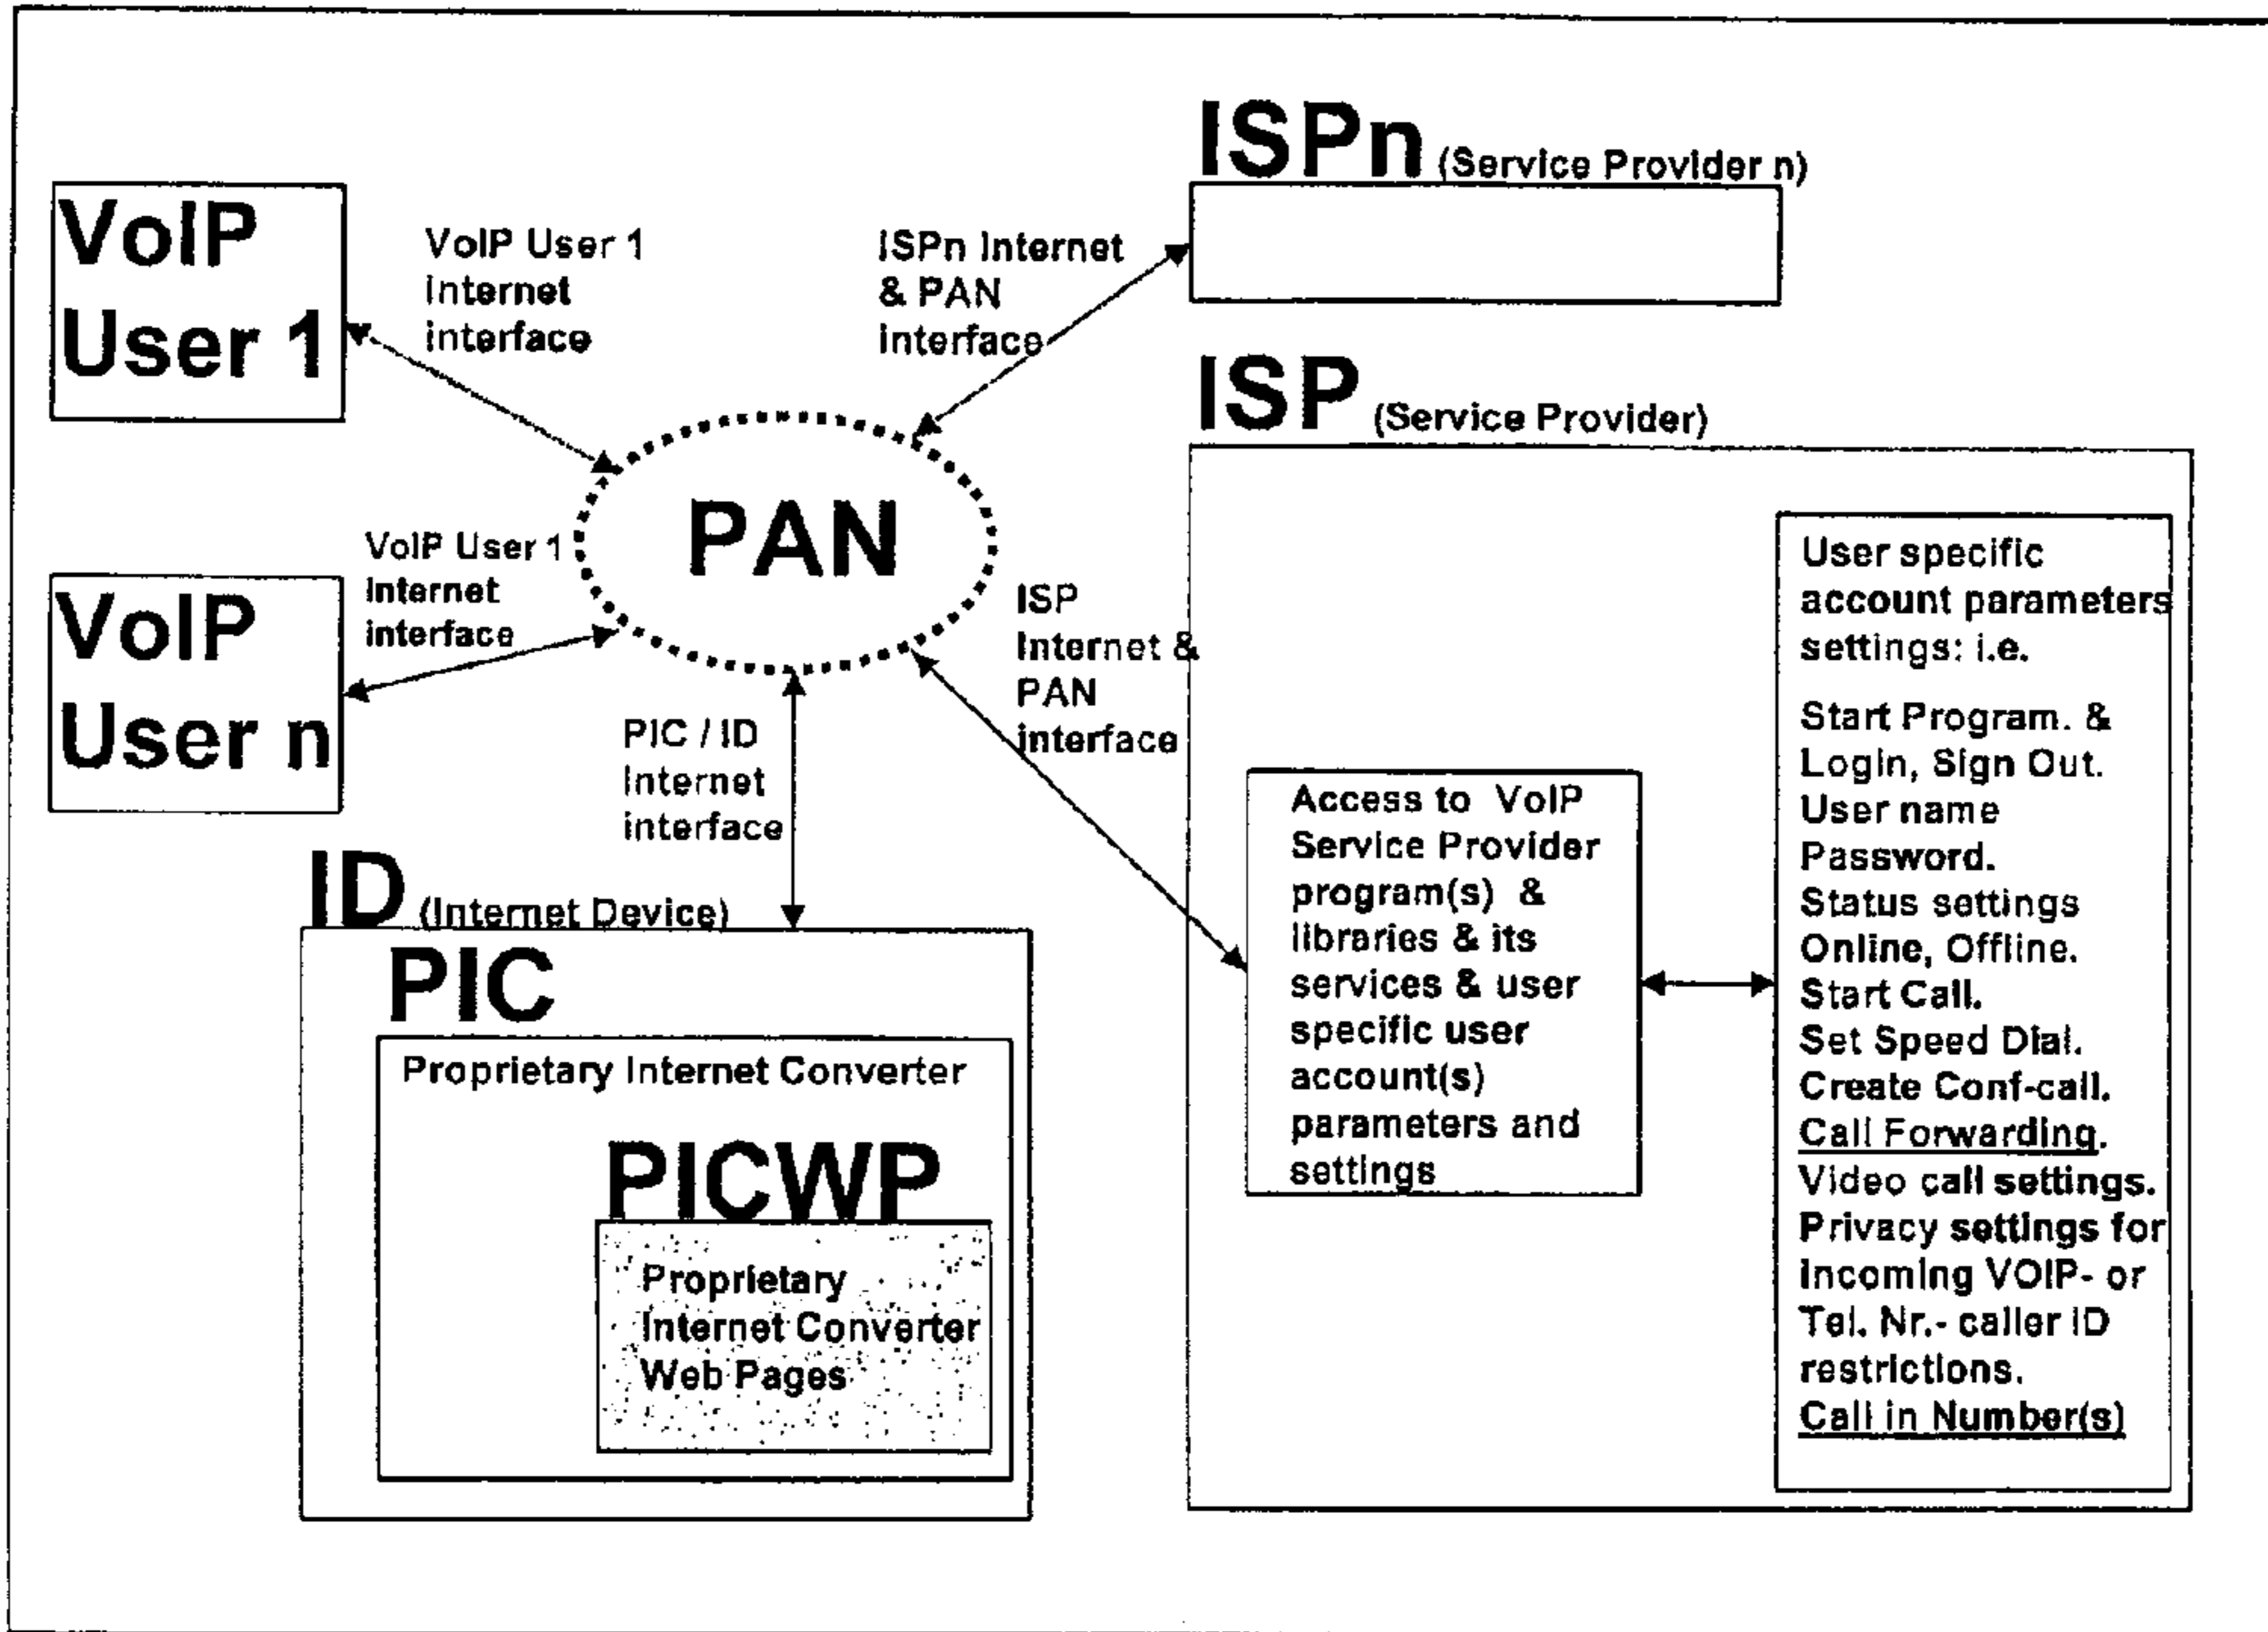 ISPn (Service Provider n)
VoIP
User 1
VoIP User 1
Internet
interface
ISPn Internet
& PAN
Interface
ISP (Service Provider)
PAN
VoIP
User n
VoIP User 1
Internet
interface
ISP
Internet &
PAN
interface
PIC / ID
Internet
interface
ID (Internet Device)
PIC
Proprietary Internet Converter
PICWP
Proprietary
Internet Converter
Web Pages
Access to VoIP
Service Provider
program(s) &
libraries & its
services & user
specific user
account(s)
parameters and
settings
User specific
account parameters
settings: i.e.
Start Program. &
Login, Sign Out.
User name
Password.
Status settings
Online, Offline.
Start Call.
Set Speed Dial.
Create Conf-call.
Call Forwarding.
Video call settings.
Privacy settings for
incoming VOIP- or
Tel. Nr.- caller ID
restrictions.
Call in Number(s)